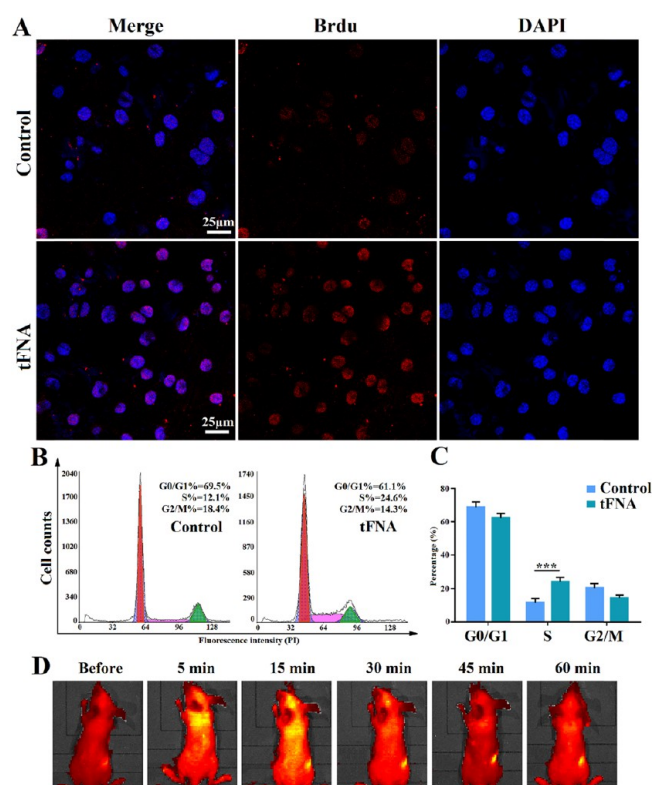 A
Merge
Brdu
DAPI
Control
25μm
tFNA
25μm
B
Cell counts
2040
1700
1360
1020
680
340
0
G0/G1%=69.5%
S%=12.1%
G2/M%=18.4%
Control
0 32 64 96 128
1740
1450
1160
870
580
290
0
G0/G1%=61.1%
S%=24.6%
G2/M%=14.3%
tFNA
0 32 64 96 128
Fluorescence intensity (PI)
C
Control
tFNA
Percentage (%)
80
60
40
20
0
***
G0/G1 S G2/M
D
Before 5 min 15 min 30 min 45 min 60 min